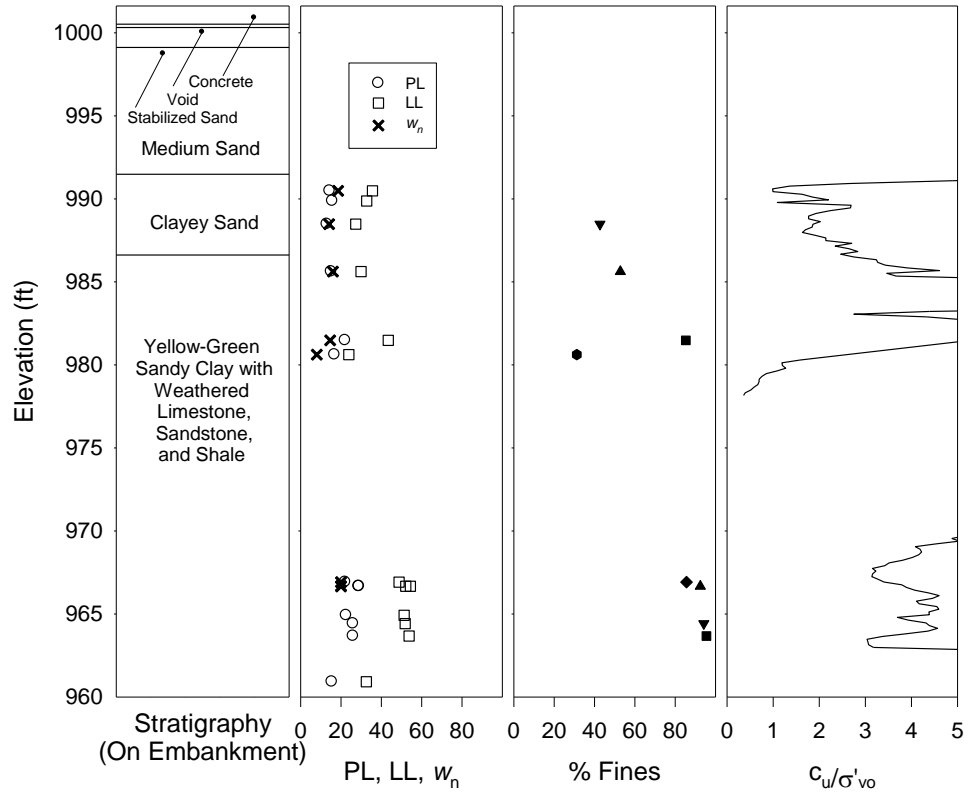 1000
995
990
985
980
975
970
965
960
Elevation (ft)
Concrete
Void
Stabilized Sand
Medium Sand
Clayey Sand
Yellow-Green
Sandy Clay with
Weathered
Limestone,
Sandstone,
and Shale
Stratigraphy
(On Embankment)
PL
LL
wn
0 20 40 60 80
PL, LL, wn
0 20 40 60 80
% Fines
0 1 2 3 4 5
cu/σ'vo